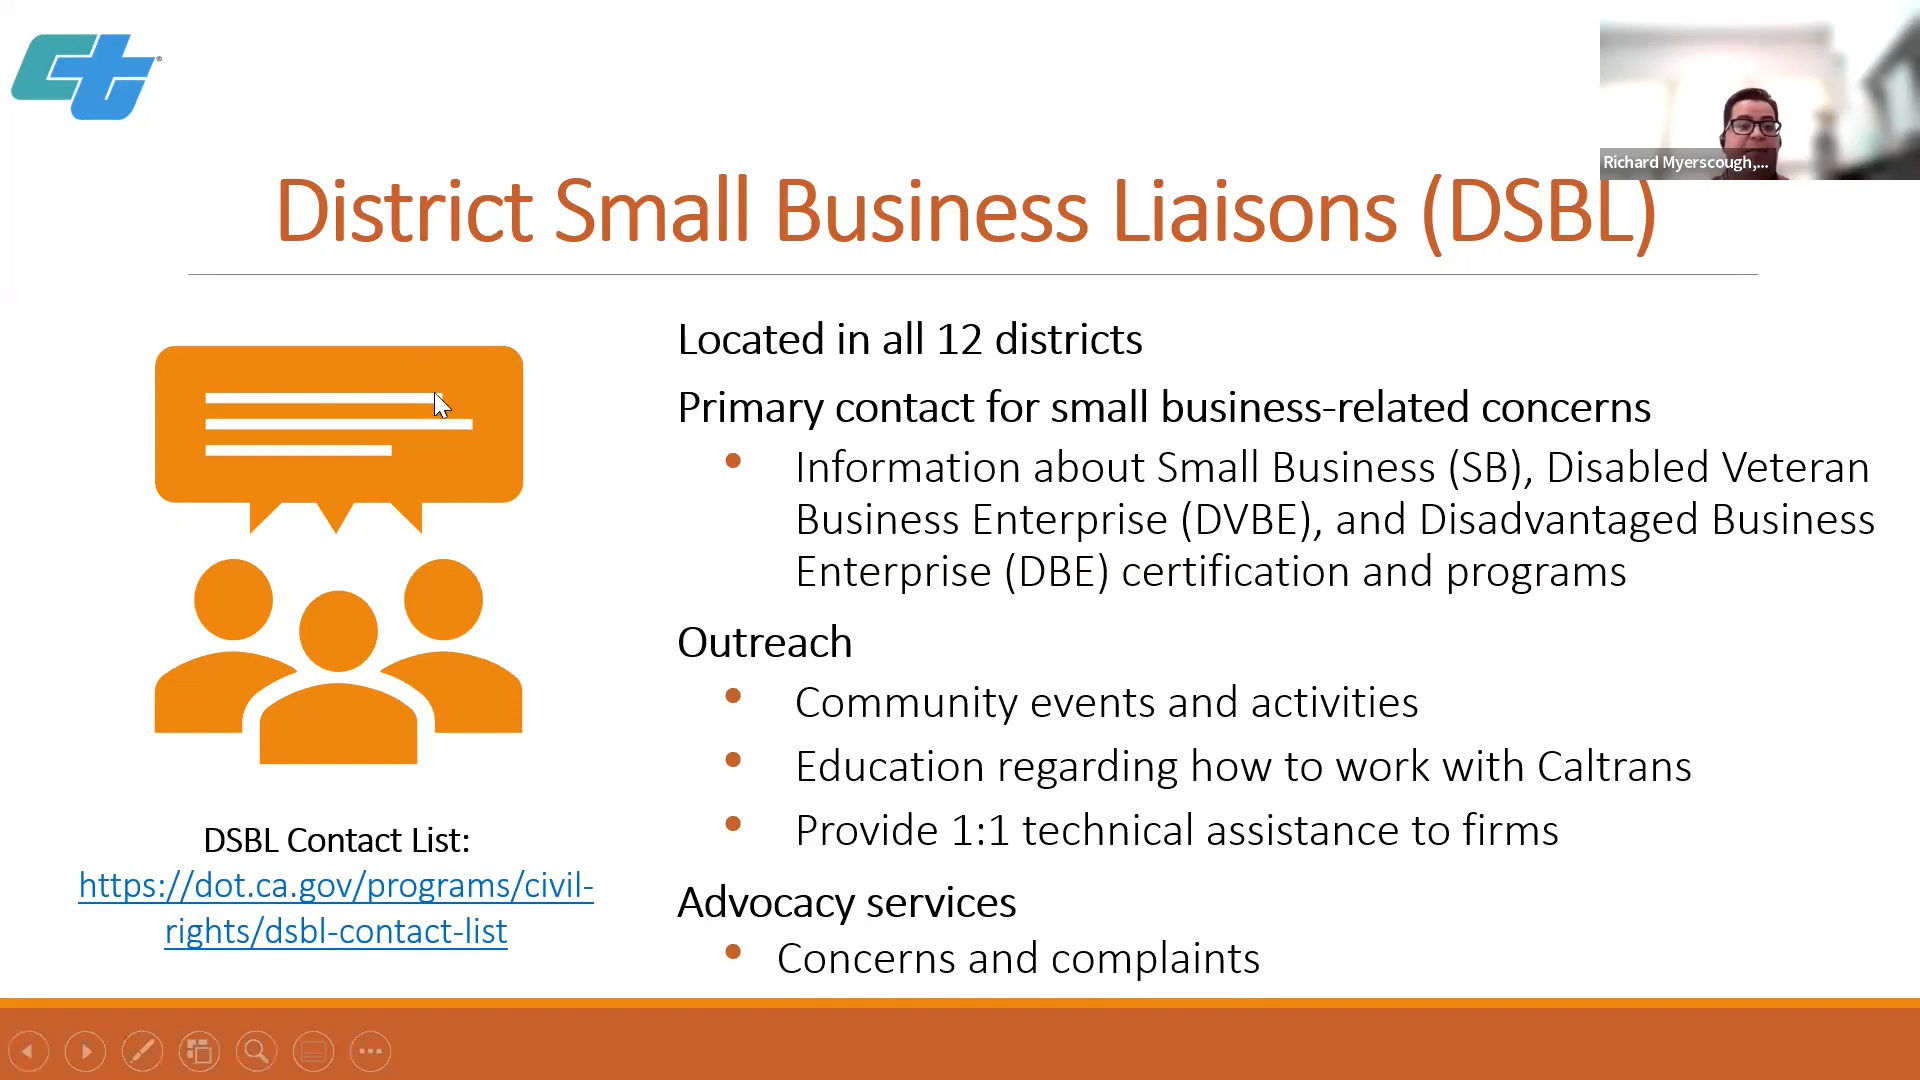 ct®
Richard Myerscough,...
District Small Business Liaisons (DSBL)
Located in all 12 districts
Primary contact for small business-related concerns
• Information about Small Business (SB), Disabled Veteran
Business Enterprise (DVBE), and Disadvantaged Business
Enterprise (DBE) certification and programs
Outreach
• Community events and activities
• Education regarding how to work with Caltrans
• Provide 1:1 technical assistance to firms
Advocacy services
• Concerns and complaints
DSBL Contact List:
https://dot.ca.gov/programs/civil-
rights/dsbl-contact-list